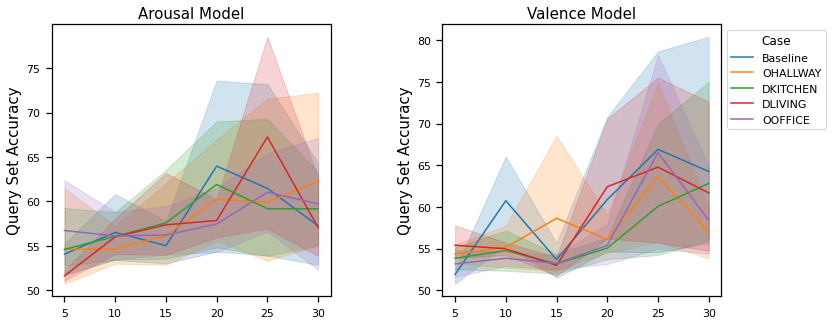 Arousal Model
Query Set Accuracy
75
70
65
60
55
50
5 10 15 20 25 30
Valence Model
Query Set Accuracy
80
75
70
65
60
55
50
5 10 15 20 25 30
Case
Baseline
OHALLWAY
DKITCHEN
DLIVING
OOFFICE